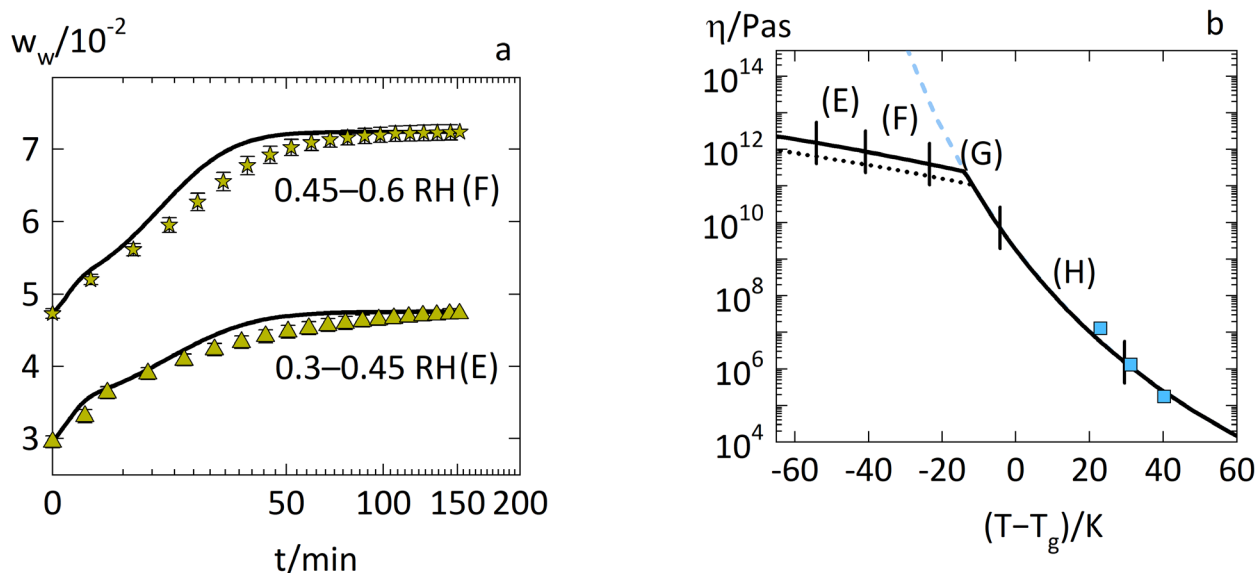 w_w/10^-2
a
7
6
5
4
3
0.45–0.6 RH (F)
0.3–0.45 RH (E)
0 50 100 150 200
t/min
η/Pas
b
10^14
10^12
10^10
10^8
10^6
10^4
(E)
(F)
(G)
(H)
-60 -40 -20 0 20 40 60
(T–T_g)/K